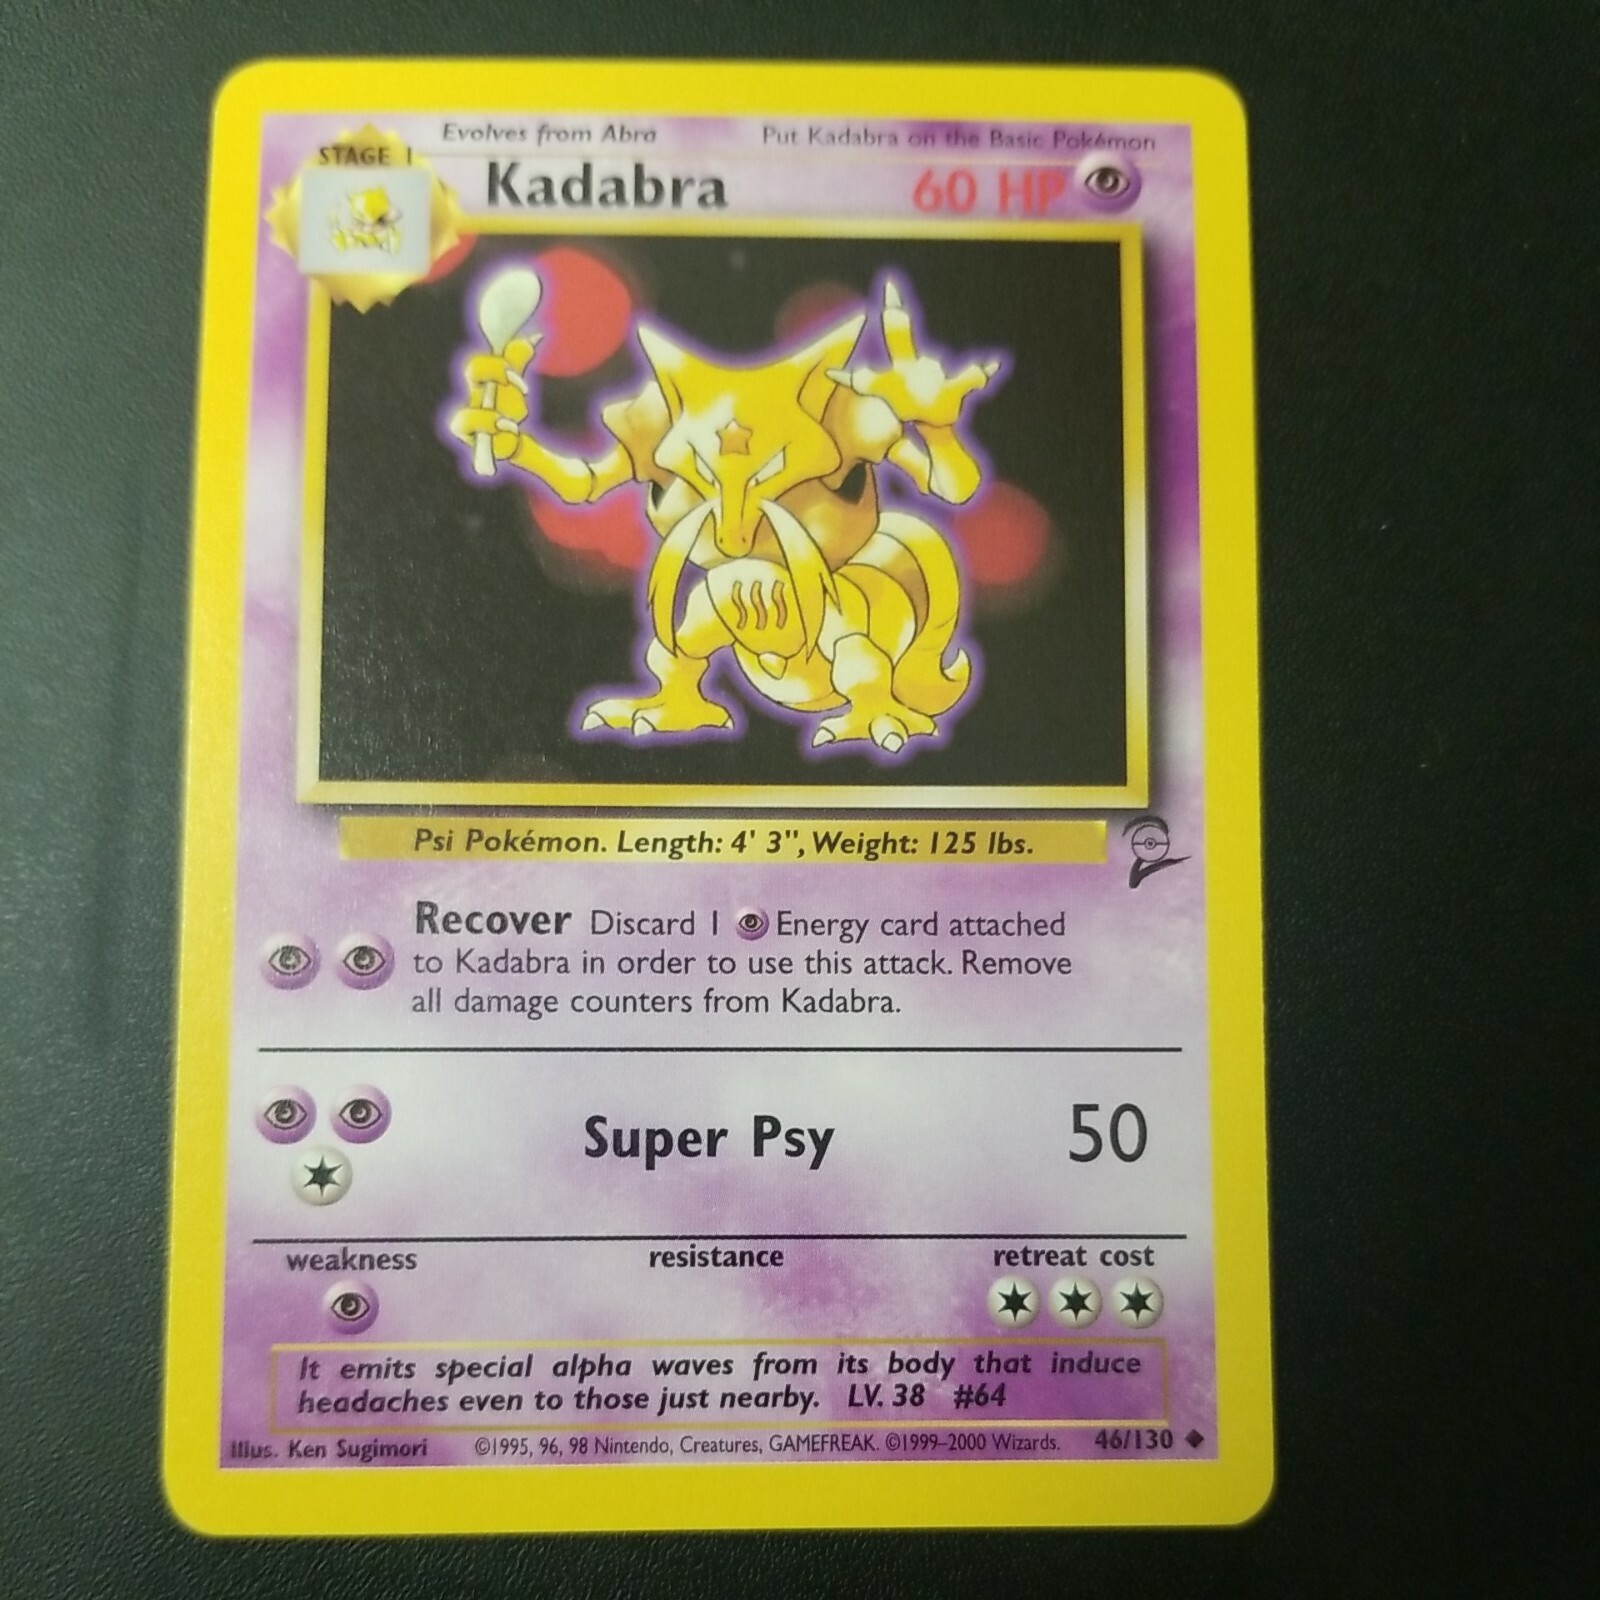 Evolves from Abra Put Kadabra on the Basic Pokémon
STAGE 1
Kadabra 60 HP
Psi Pokémon. Length: 4' 3", Weight: 125 lbs.
Recover Discard 1 Energy card attached
to Kadabra in order to use this attack. Remove
all damage counters from Kadabra.
Super Psy 50
weakness resistance retreat cost
It emits special alpha waves from its body that induce
headaches even to those just nearby. LV. 38 #64
Illus. Ken Sugimori ©1995, 96, 98 Nintendo, Creatures, GAMEFREAK. ©1999–2000 Wizards. 46/130